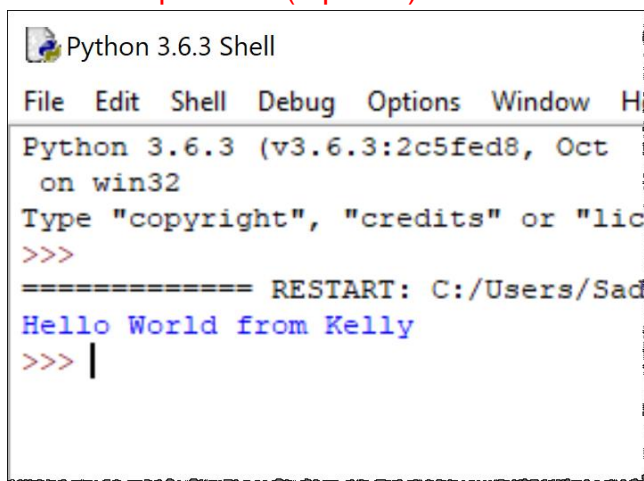 Python 3.6.3 Shell
File Edit Shell Debug Options Window
Python 3.6.3 (v3.6.3:2c5fed8, Oct
on win32
Type "copyright", "credits" or "lic
>>>
============= RESTART: C:/Users/Sad
Hello World from Kelly
>>>